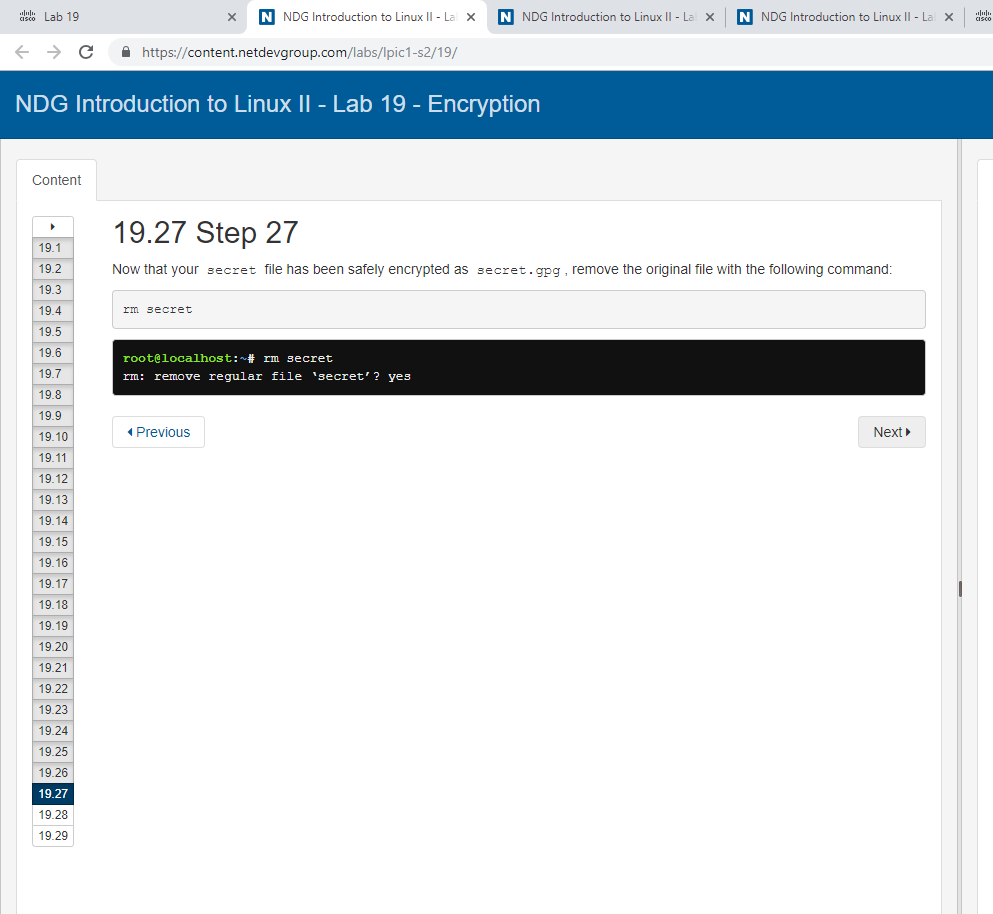 Lab 19
NDG Introduction to Linux II - La
NDG Introduction to Linux II - La
NDG Introduction to Linux II - La
https://content.netdevgroup.com/labs/lpic1-s2/19/
NDG Introduction to Linux II - Lab 19 - Encryption
Content
19.27 Step 27
Now that your secret file has been safely encrypted as secret.gpg, remove the original file with the following command:
rm secret
root@localhost:~# rm secret
rm: remove regular file ‘secret’? yes
Previous
Next
19.1
19.2
19.3
19.4
19.5
19.6
19.7
19.8
19.9
19.10
19.11
19.12
19.13
19.14
19.15
19.16
19.17
19.18
19.19
19.20
19.21
19.22
19.23
19.24
19.25
19.26
19.27
19.28
19.29